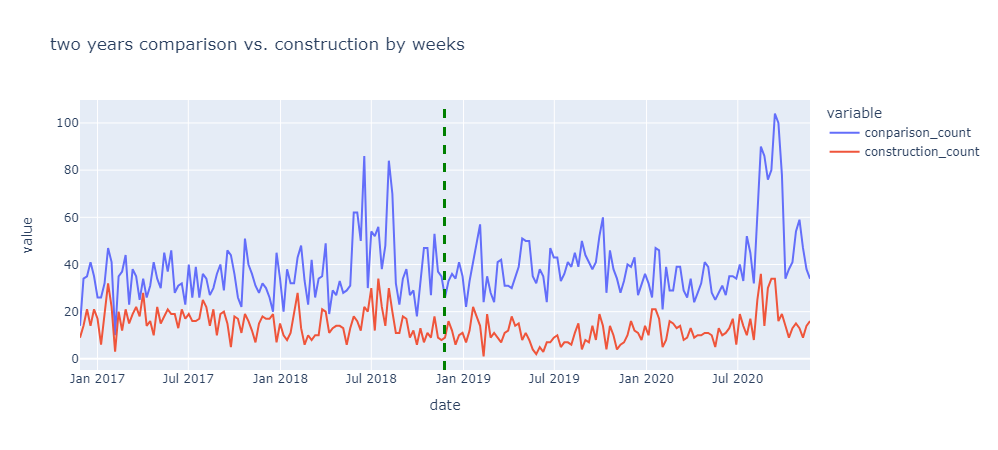 two years comparison vs. construction by weeks
variable
conparison_count
construction_count
value
100
80
60
40
20
0
Jan 2017
Jul 2017
Jan 2018
Jul 2018
Jan 2019
Jul 2019
Jan 2020
Jul 2020
date